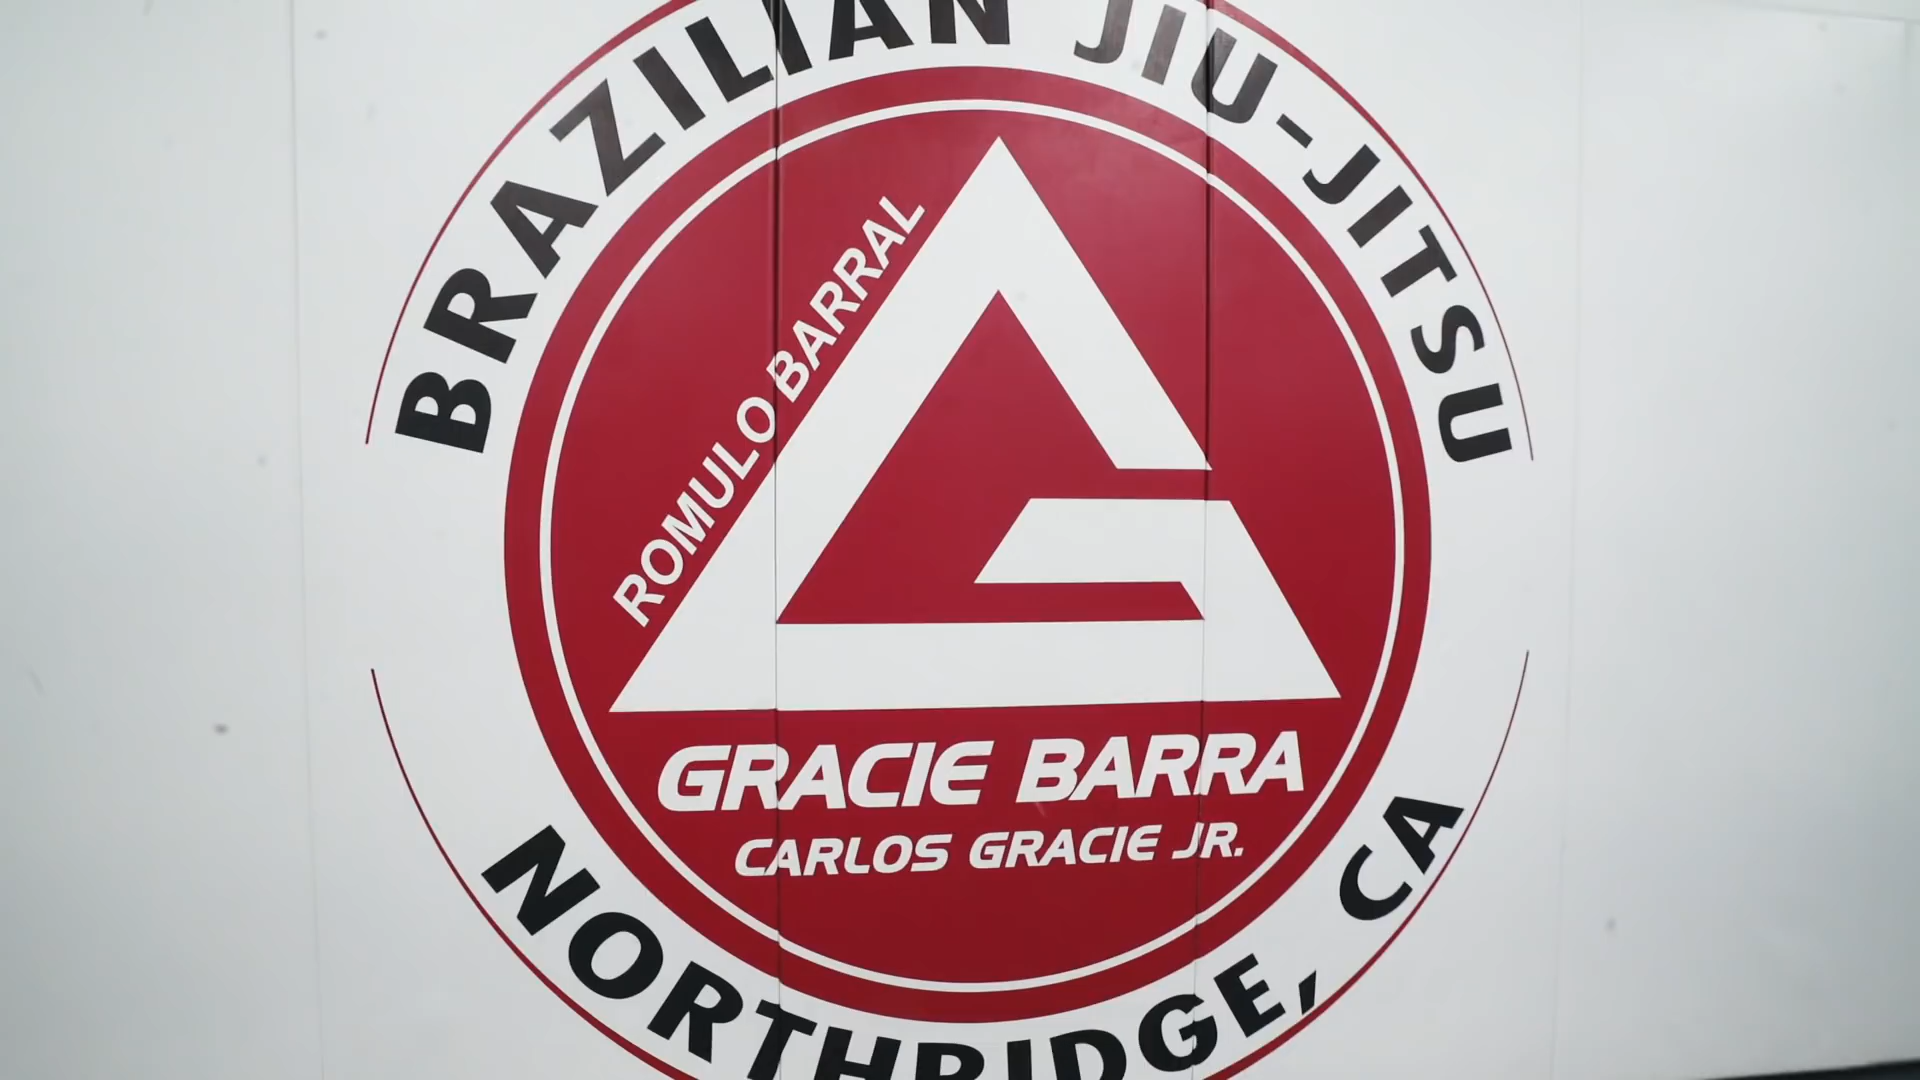 BRAZILIAN JIU-JITSU
ROMULO BARRAL
GRACIE BARRA
CARLOS GRACIE JR.
NORTHRIDGE, CA